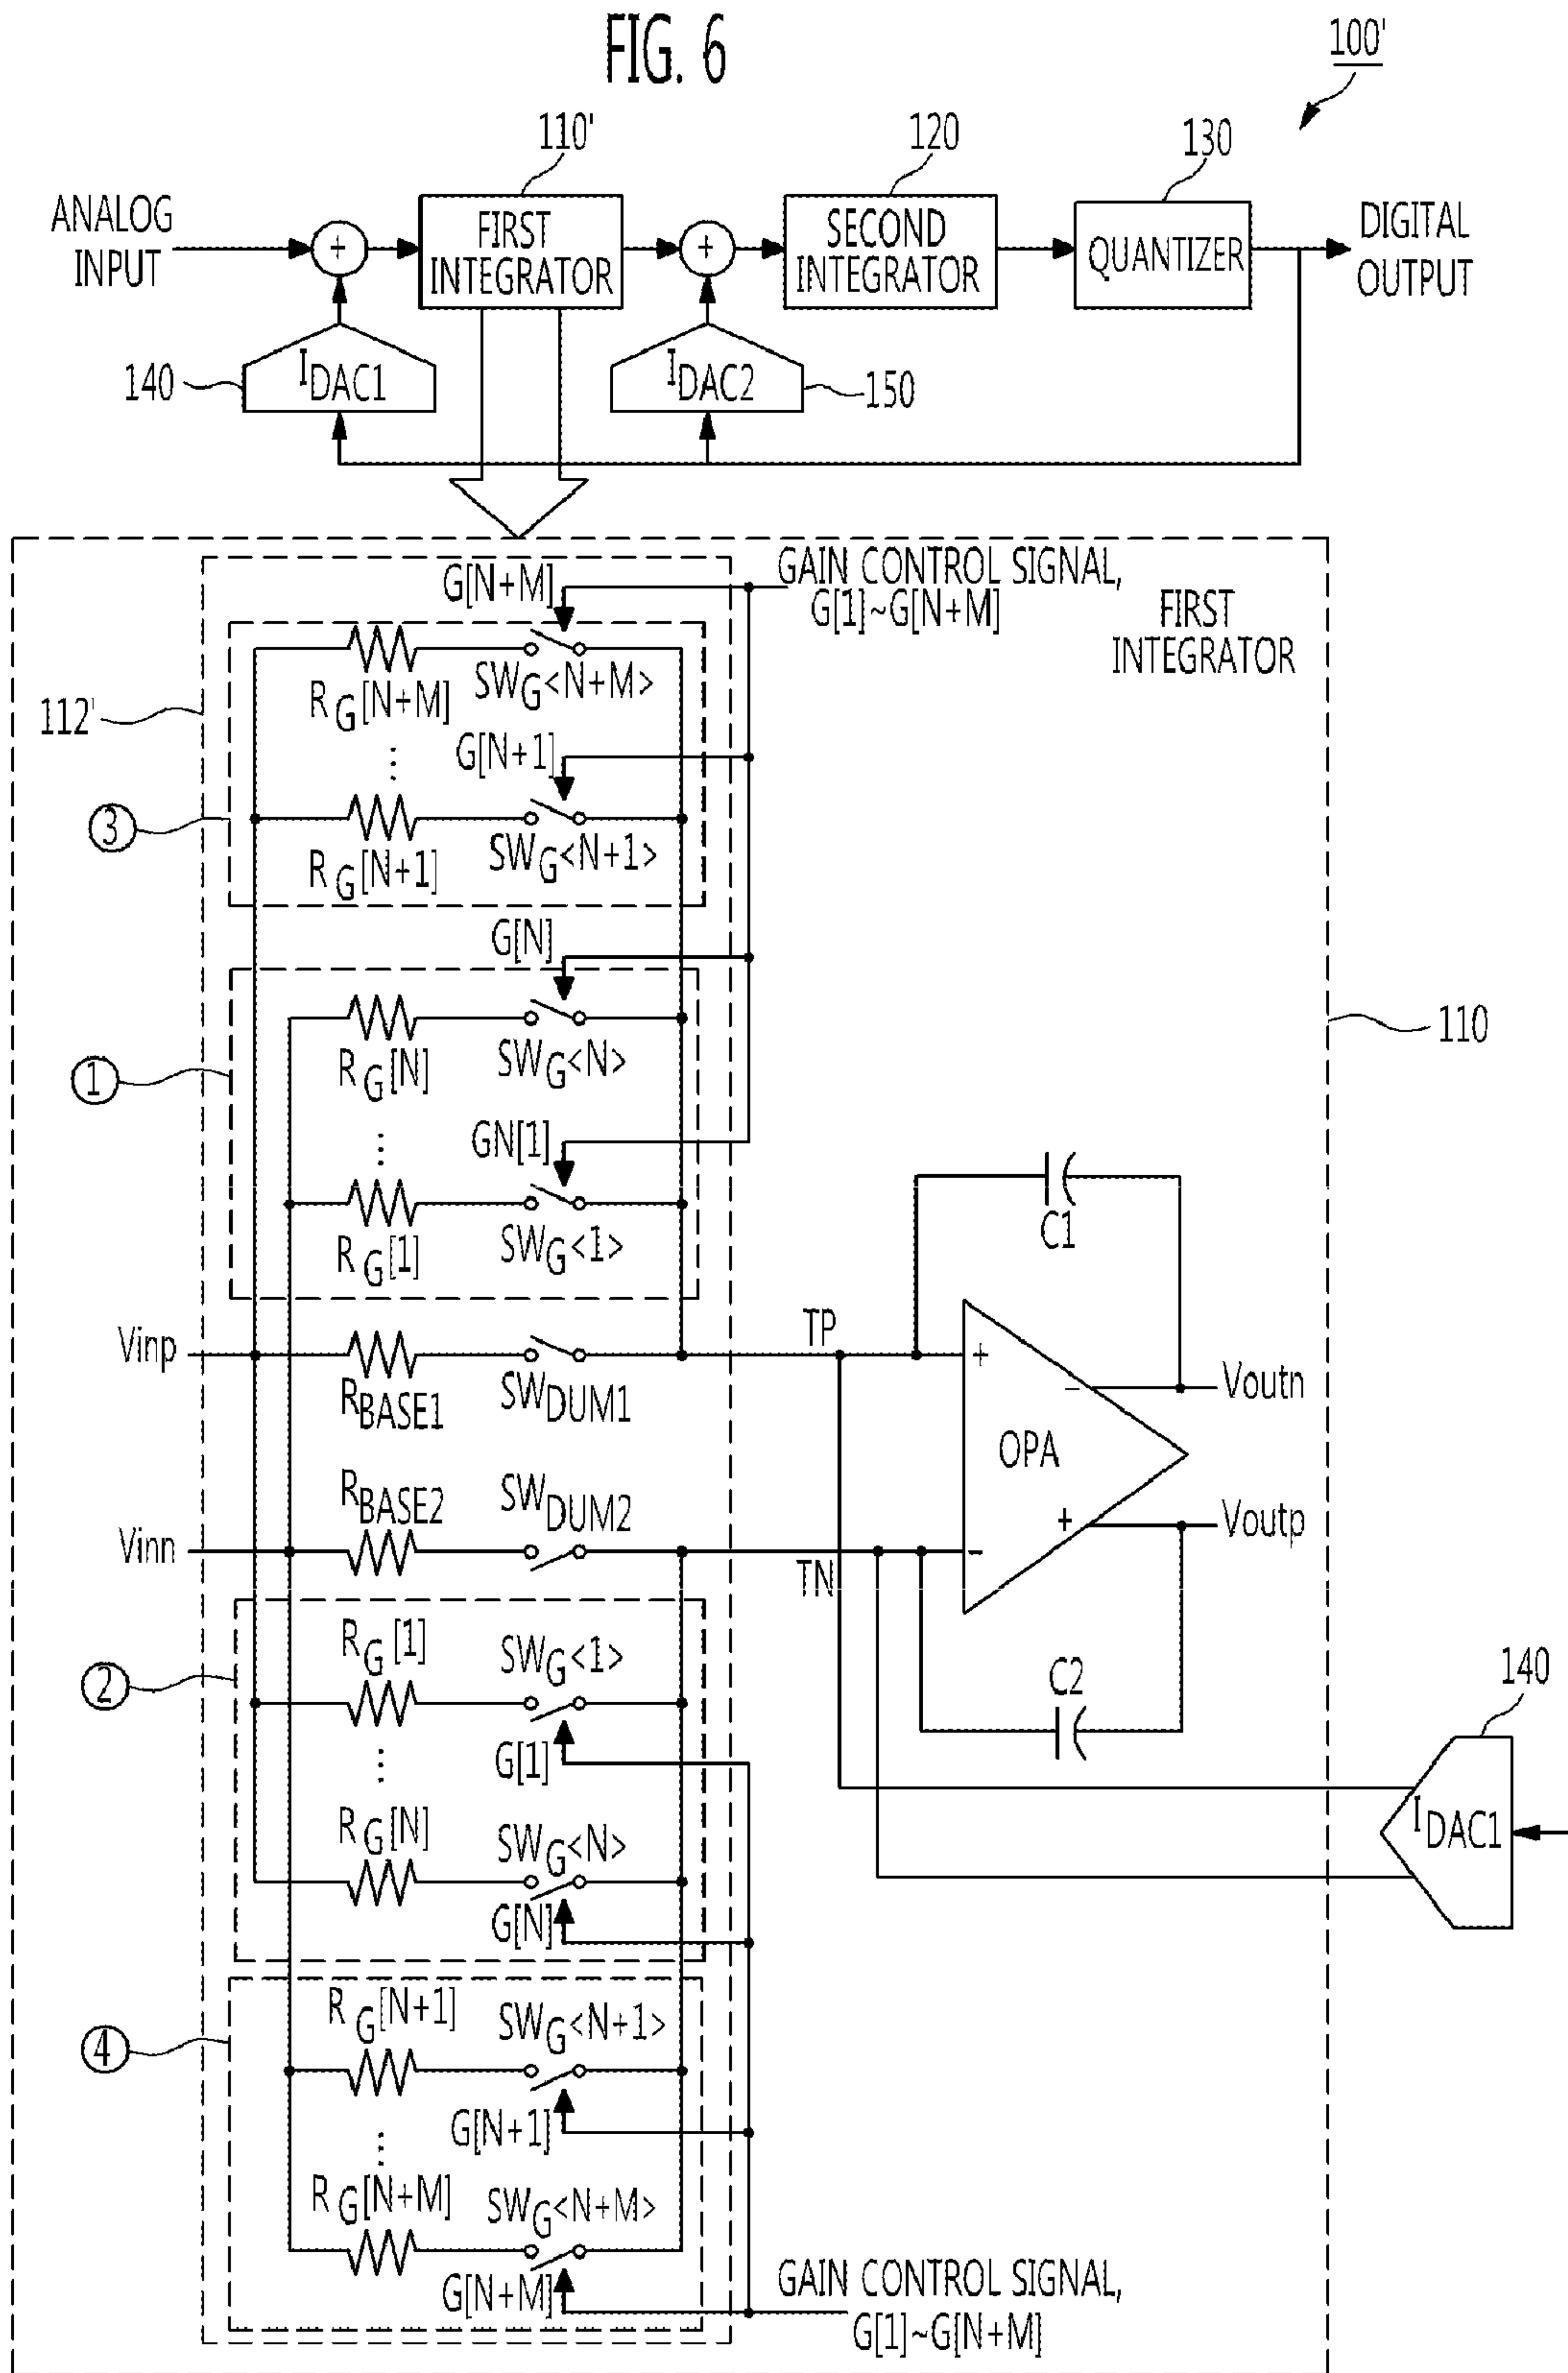 FIG. 6
100'
110'
120
130
ANALOG
INPUT
+
FIRST
INTEGRATOR
+
SECOND
INTEGRATOR
QUANTIZER
DIGITAL
OUTPUT
140
IDAC1
IDAC2
150
G[N+M]
GAIN CONTROL SIGNAL,
G[1]~G[N+M]
FIRST
INTEGRATOR
RG[N+M]
SWG<N+M>
112'
⋮
G[N+1]
③
RG[N+1]
SWG<N+1>
G[N]
110
①
RG[N]
SWG<N>
⋮
GN[1]
RG[1]
SWG<1>
C1
Vinp
TP
+
RBASE1
SWDUM1
−
Voutn
OPA
RBASE2
SWDUM2
+
Voutp
Vinn
TN
−
RG[1]
SWG<1>
②
C2
140
⋮
G[1]
RG[N]
SWG<N>
IDAC1
G[N]
RG[N+1]
SWG<N+1>
④
G[N+1]
⋮
RG[N+M]
SWG<N+M>
G[N+M]
GAIN CONTROL SIGNAL,
G[1]~G[N+M]